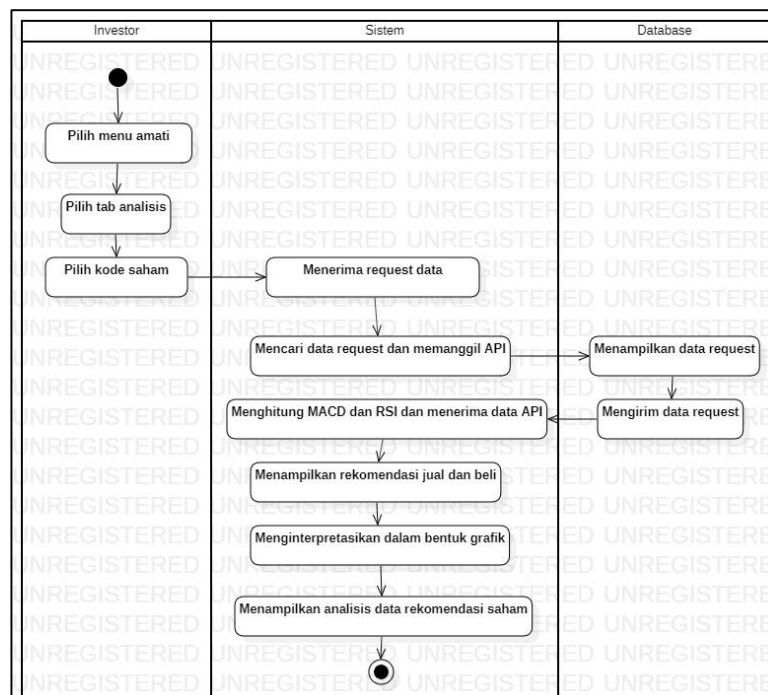 Investor
Sistem
Database
Pilih menu amati
Pilih tab analisis
Pilih kode saham
Menerima request data
Mencari data request dan memanggil API
Menampilkan data request
Menghitung MACD dan RSI dan menerima data API
Mengirim data request
Menampilkan rekomendasi jual dan beli
Menginterpretasikan dalam bentuk grafik
Menampilkan analisis data rekomendasi saham
UNREGISTERED